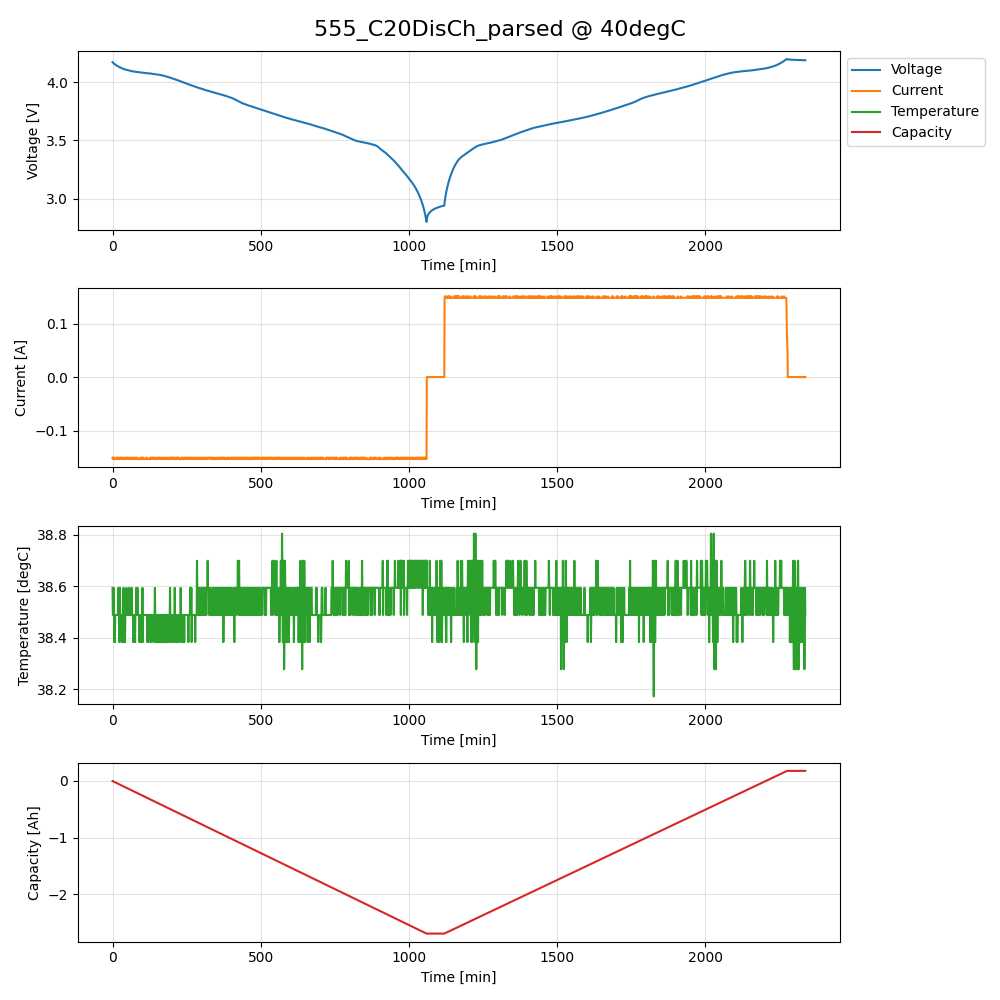 555_C20DisCh_parsed @ 40degC
Voltage [V]
4.0
3.5
3.0
0
500
1000
1500
2000
Time [min]
Voltage
Current
Temperature
Capacity
Current [A]
0.1
0.0
−0.1
0
500
1000
1500
2000
Time [min]
Temperature [degC]
38.8
38.6
38.4
38.2
0
500
1000
1500
2000
Time [min]
Capacity [Ah]
0
−1
−2
0
500
1000
1500
2000
Time [min]